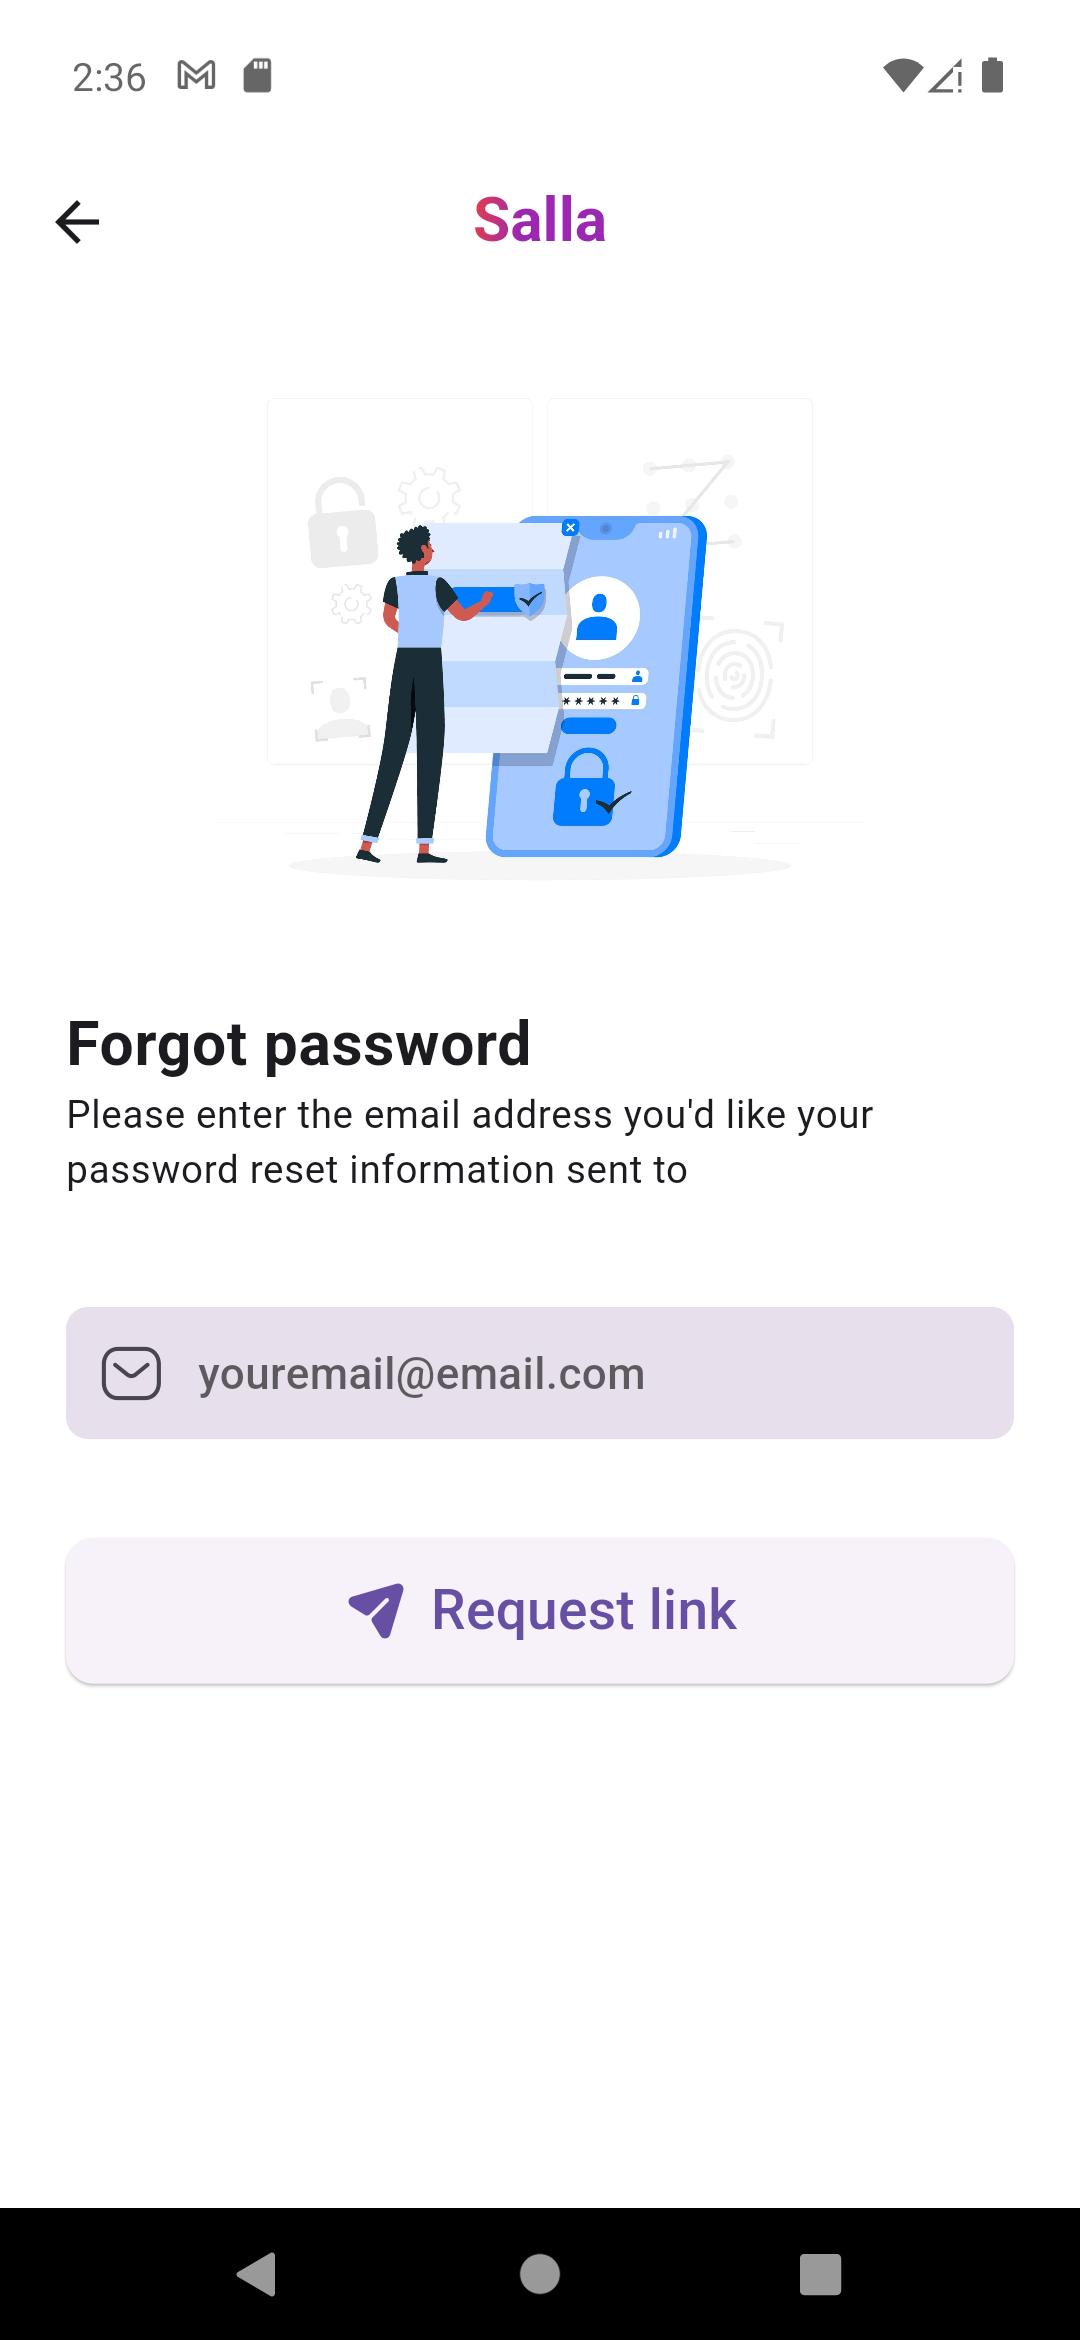 2:36
Salla
Forgot password
Please enter the email address you'd like your
password reset information sent to
youremail@email.com
Request link